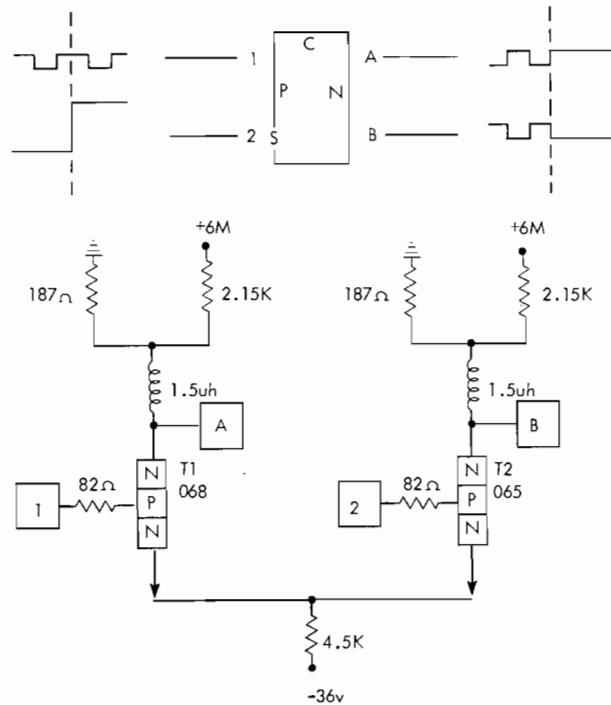 C
1 A
P N
2 S B
+6M +6M
187Ω 2.15K 187Ω 2.15K
1.5uh 1.5uh
A B
N T1 N T2
82Ω 068 82Ω 065
1 P 2 P
N N
4.5K
-36v